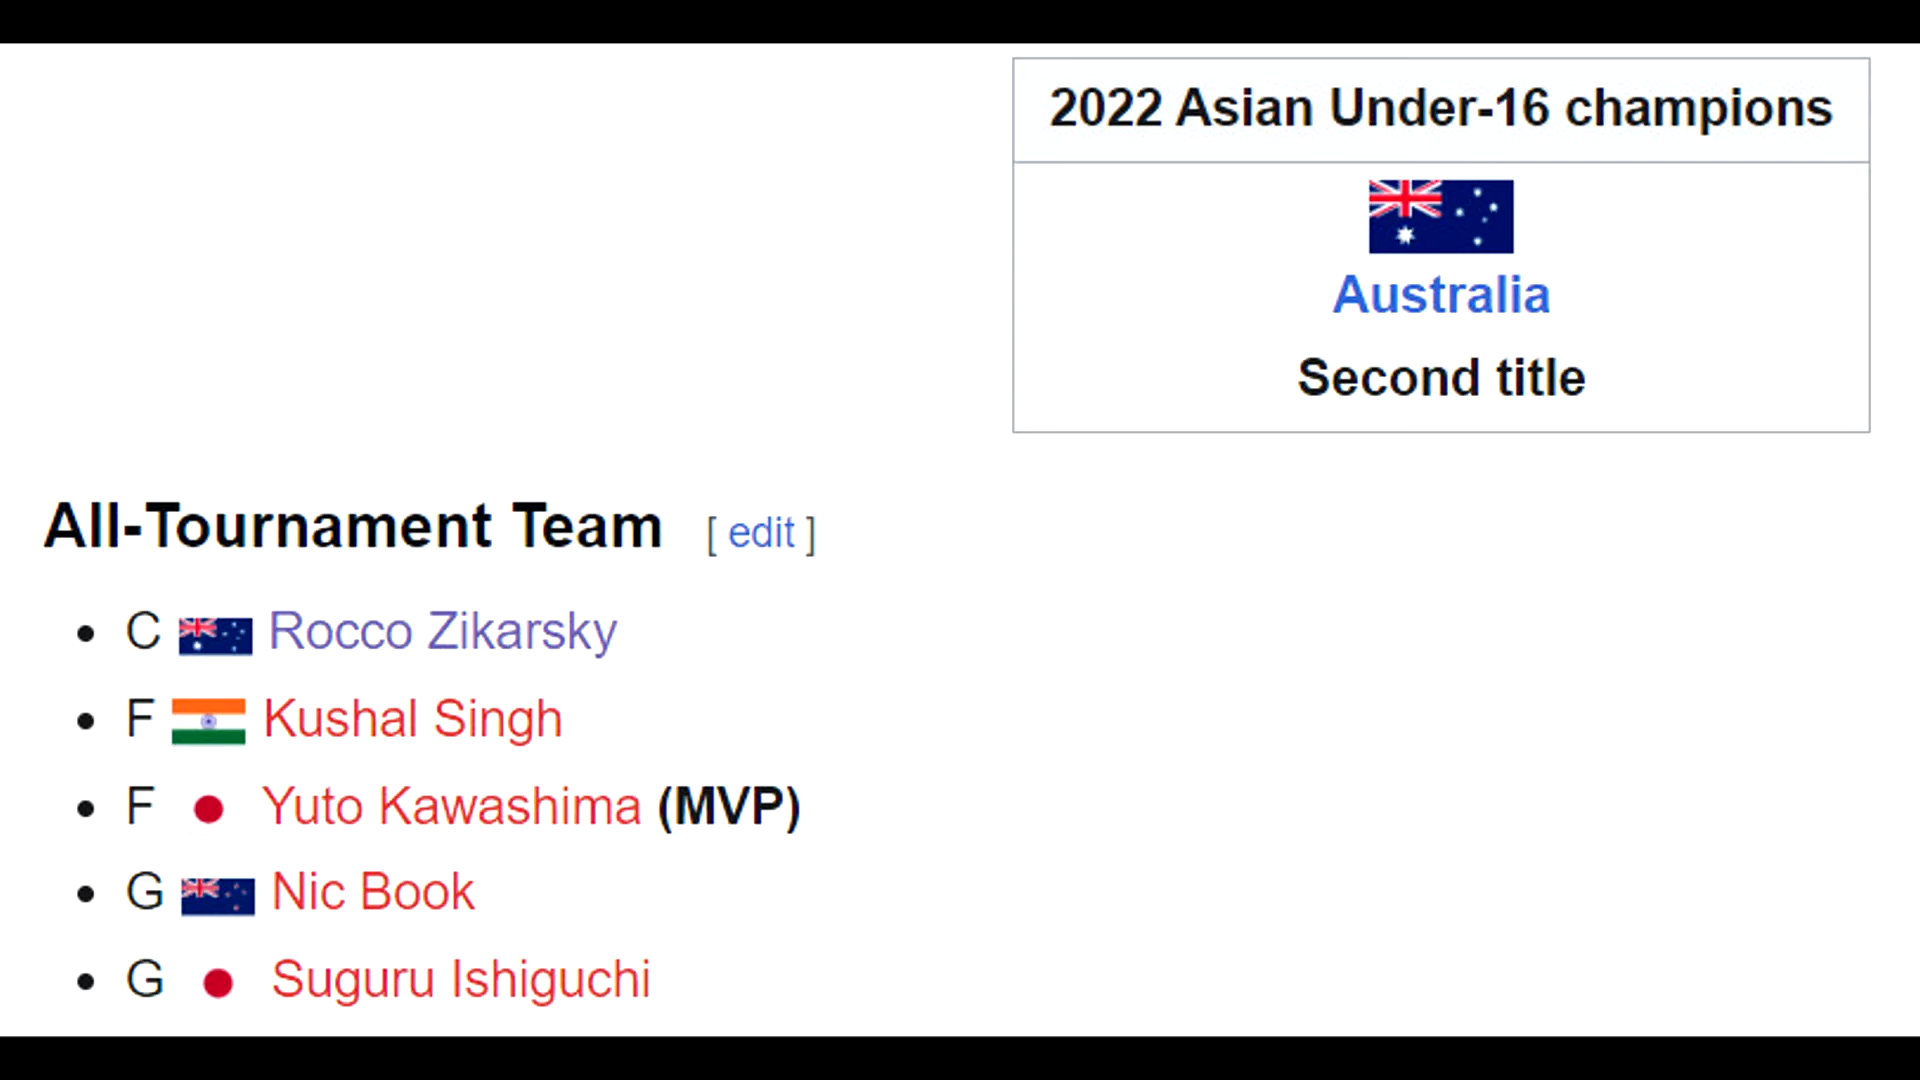 2022 Asian Under-16 champions
Australia
Second title
All-Tournament Team [ edit ]
C Rocco Zikarsky
F Kushal Singh
F Yuto Kawashima (MVP)
G Nic Book
G Suguru Ishiguchi